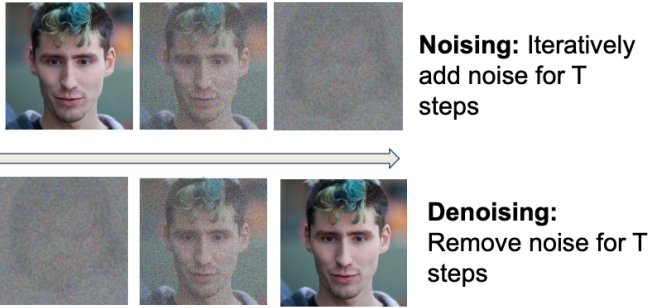 Noising: Iteratively
add noise for T
steps
Denoising:
Remove noise for T
steps